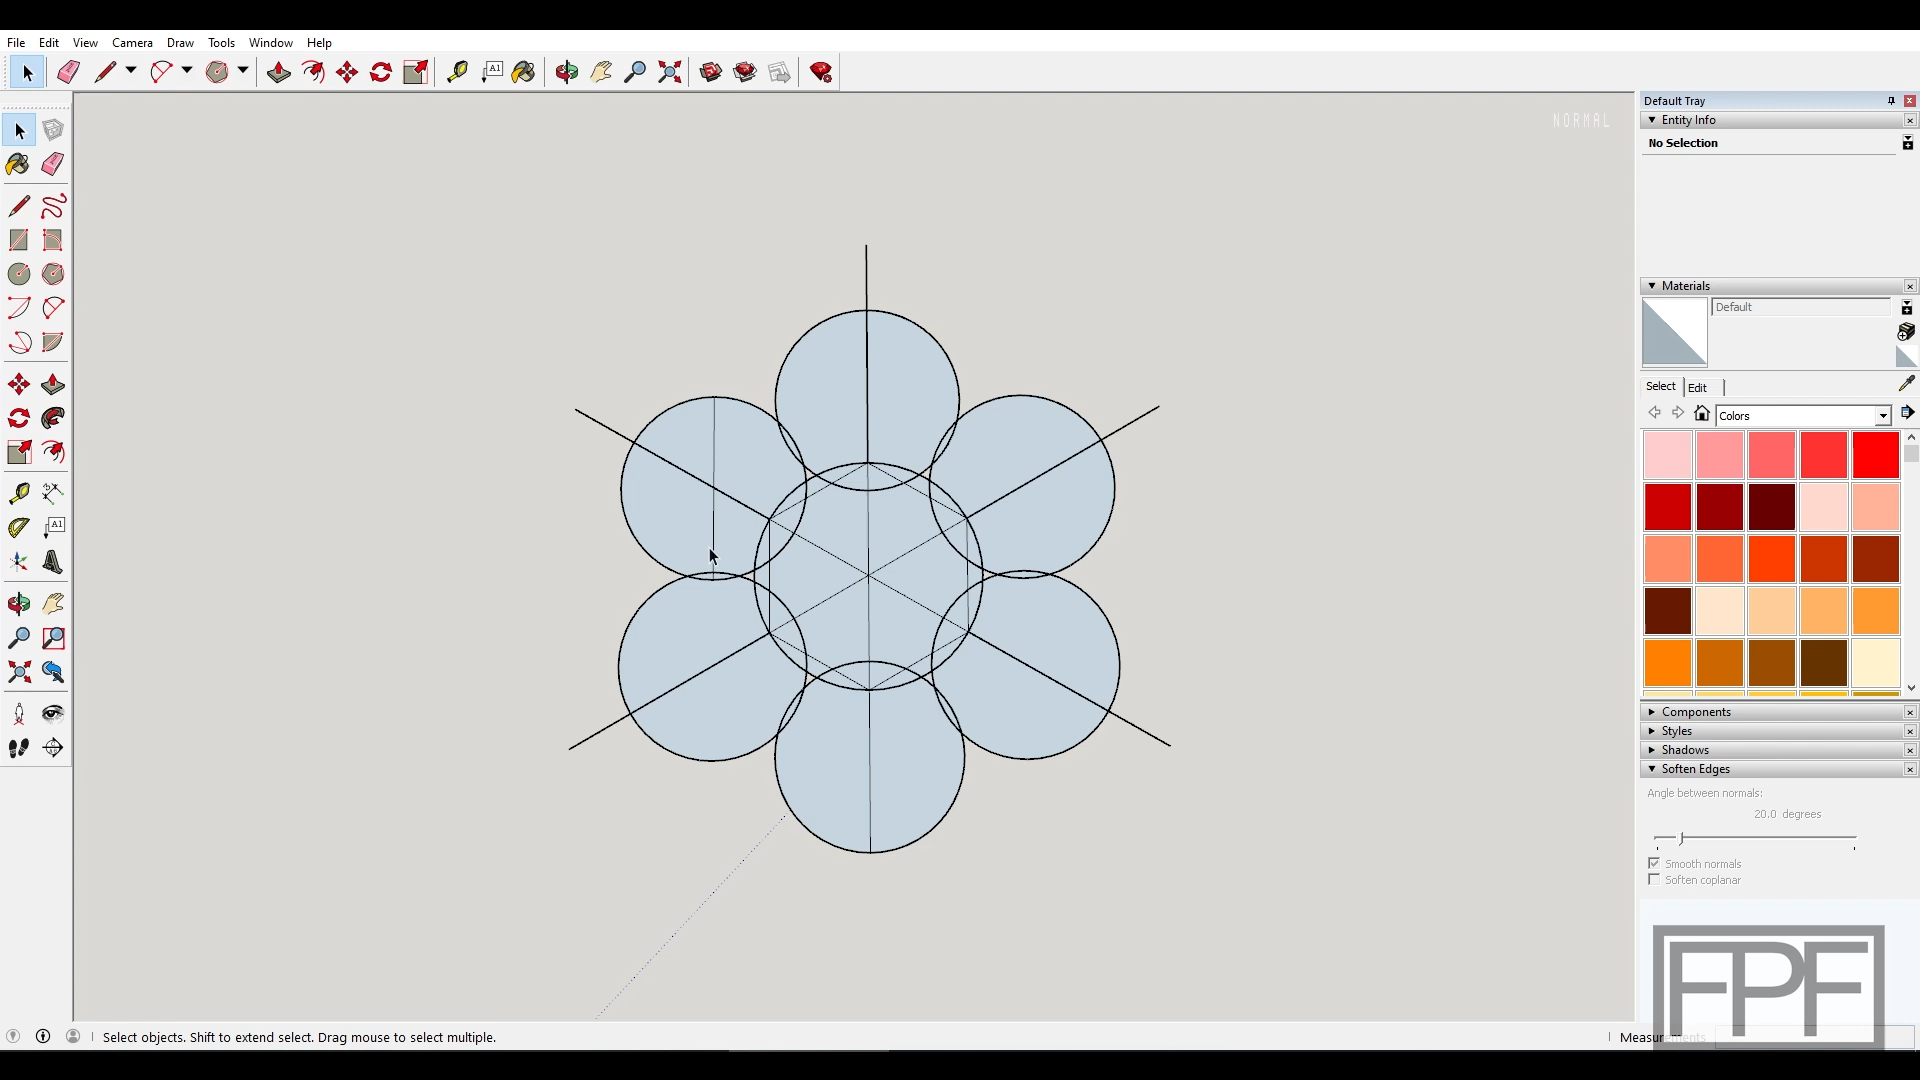 File Edit View Camera Draw Tools Window Help
A1
NORMAL
Default Tray
Entity Info
No Selection
Materials
Default
Select Edit
Colors
A1
Components
Styles
Shadows
Soften Edges
Angle between normals:
20.0 degrees
Smooth normals
Soften coplanar
FPF
Select objects. Shift to extend select. Drag mouse to select multiple.
Measurements